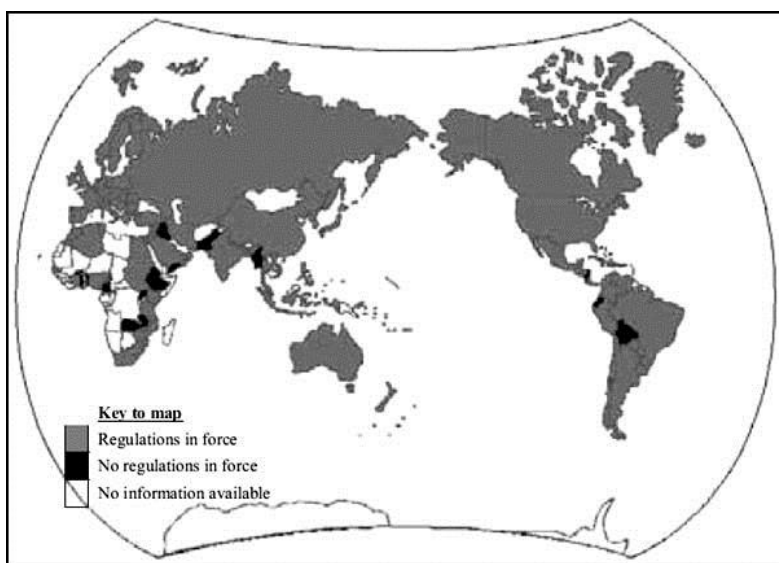 Key to map
Regulations in force
No regulations in force
No information available